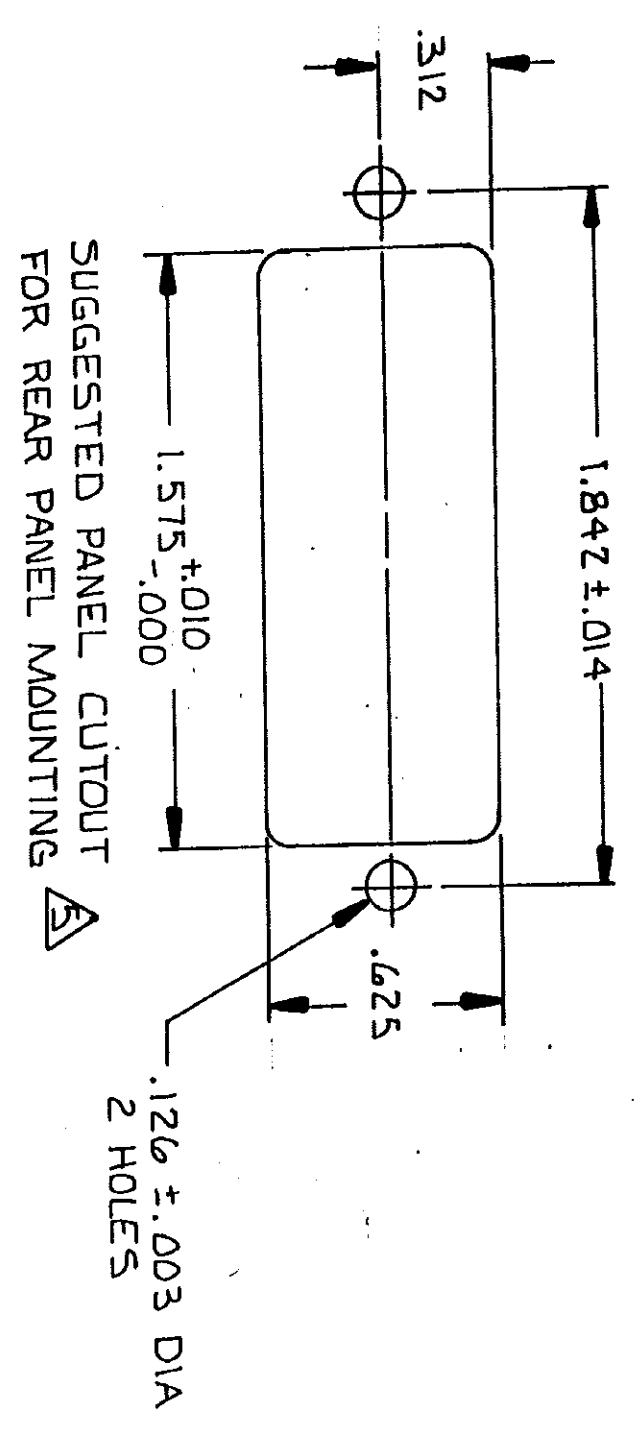 1.842 ±.014
.312
.625
1.575 +.010
-.000
.126 ±.003 DIA
2 HOLES
SUGGESTED PANEL CUTOUT
FOR REAR PANEL MOUNTING 5